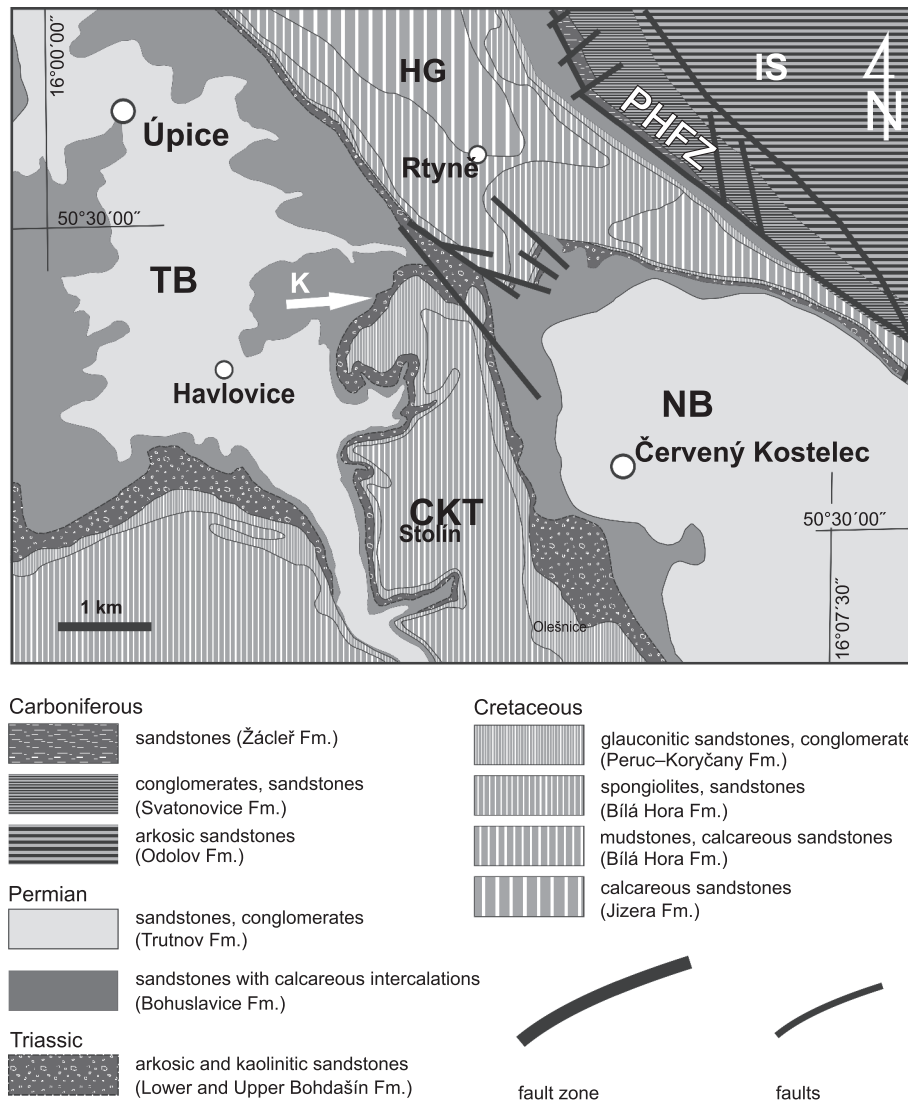 16°00´00˝
HG
IS
N
PHFZ
Úpice
Rtyně
50°30´00˝
TB
K
Havlovice
NB
Červený Kostelec
CKT
Stolín
50°30´00˝
1 km
Olešnice
16°07´30˝
Carboniferous
sandstones (Žácleř Fm.)
conglomerates, sandstones
(Svatonovice Fm.)
arkosic sandstones
(Odolov Fm.)
Permian
sandstones, conglomerates
(Trutnov Fm.)
sandstones with calcareous intercalations
(Bohuslavice Fm.)
Triassic
arkosic and kaolinitic sandstones
(Lower and Upper Bohdašín Fm.)
Cretaceous
glauconitic sandstones, conglomerate
(Peruc–Koryčany Fm.)
spongiolites, sandstones
(Bílá Hora Fm.)
mudstones, calcareous sandstones
(Bílá Hora Fm.)
calcareous sandstones
(Jizera Fm.)
fault zone
faults